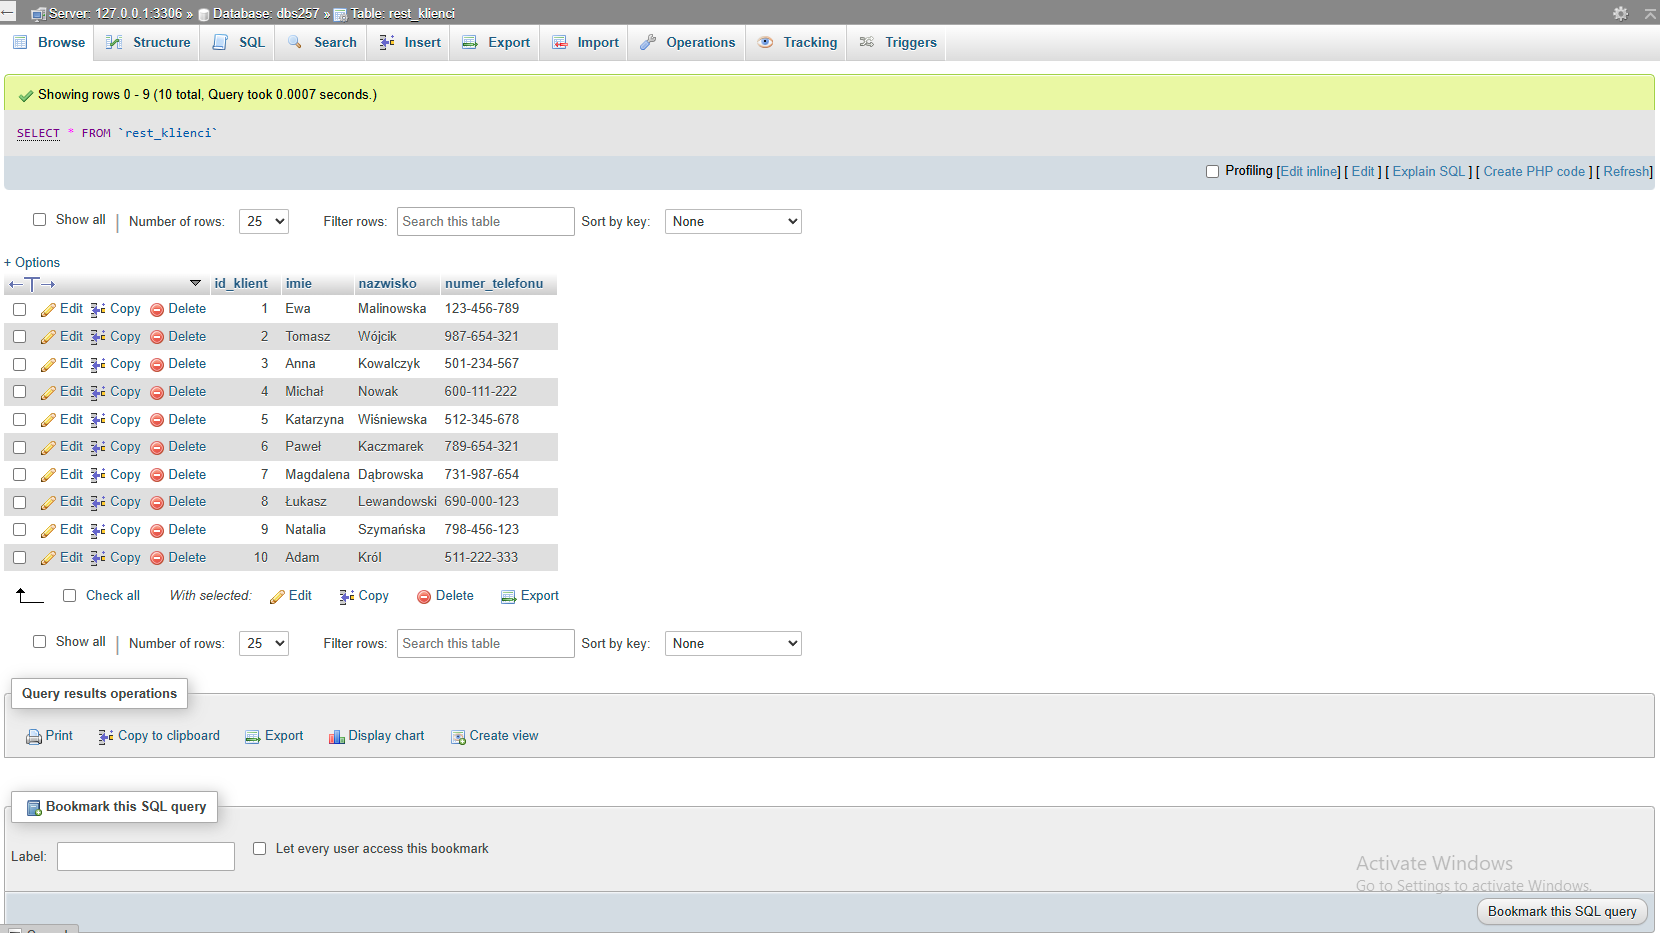 Server: 127.0.0.1:3306 » Database: dbs257 » Table: rest_klienci
Browse Structure SQL Search Insert Export Import Operations Tracking Triggers
Showing rows 0 - 9 (10 total, Query took 0.0007 seconds.)
SELECT * FROM `rest_klienci`
Profiling [Edit inline] [ Edit ] [ Explain SQL ] [ Create PHP code ] [ Refresh]
Show all | Number of rows: 25 Filter rows: Search this table Sort by key: None
+ Options
←T→ id_klient imie nazwisko numer_telefonu
Edit Copy Delete 1 Ewa Malinowska 123-456-789
Edit Copy Delete 2 Tomasz Wójcik 987-654-321
Edit Copy Delete 3 Anna Kowalczyk 501-234-567
Edit Copy Delete 4 Michał Nowak 600-111-222
Edit Copy Delete 5 Katarzyna Wiśniewska 512-345-678
Edit Copy Delete 6 Paweł Kaczmarek 789-654-321
Edit Copy Delete 7 Magdalena Dąbrowska 731-987-654
Edit Copy Delete 8 Łukasz Lewandowski 690-000-123
Edit Copy Delete 9 Natalia Szymańska 798-456-123
Edit Copy Delete 10 Adam Król 511-222-333
Check all With selected: Edit Copy Delete Export
Show all | Number of rows: 25 Filter rows: Search this table Sort by key: None
Query results operations
Print Copy to clipboard Export Display chart Create view
Bookmark this SQL query
Label: Let every user access this bookmark
Activate Windows
Go to Settings to activate Windows.
Bookmark this SQL query